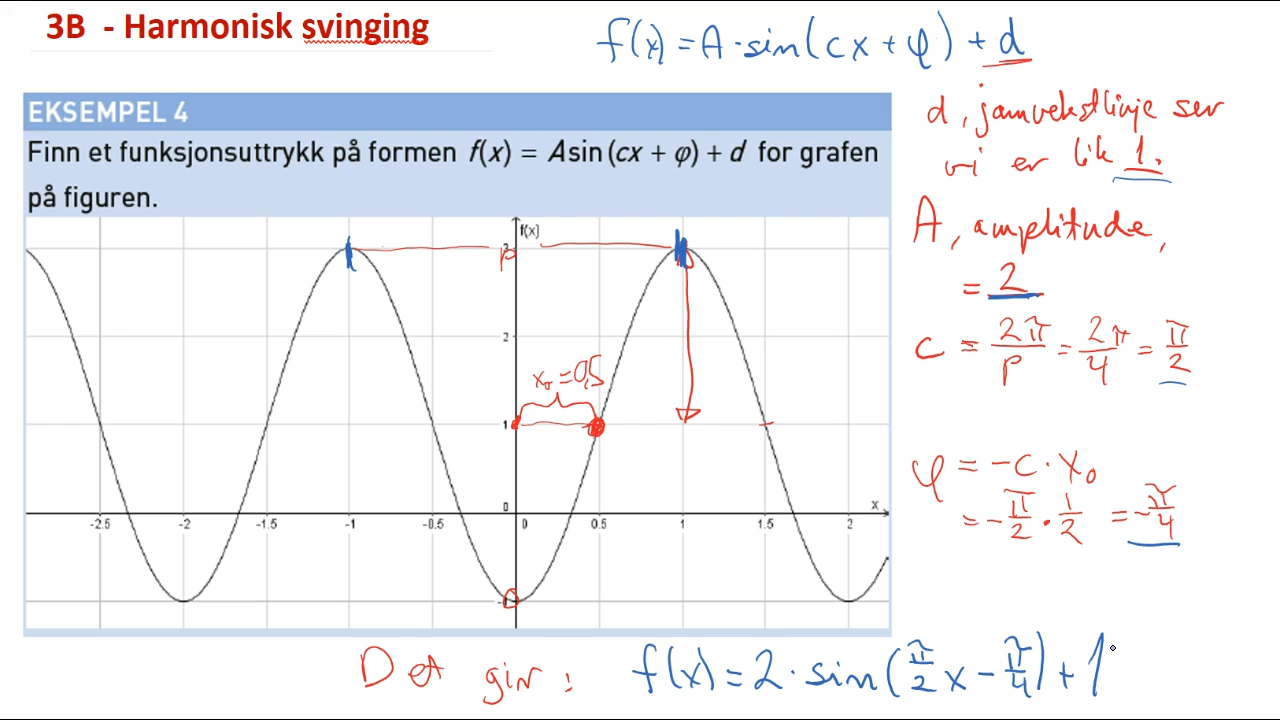 3B - Harmonisk svinging
f(x) = A·sin(cx + φ) + d
EKSEMPEL 4
Finn et funksjonsuttrykk på formen f(x) = A sin (cx + φ) + d for grafen
på figuren.
d, jamvekstlinje ser
vi er lik 1.
A, amplitude,
= 2
c = 2π/p = 2π/4 = π/2
φ = -c · x₀
= -π/2 · 1/2 = -π/4
f(x)
3
p
2
x₀ = 0,5
1
0
x
-2.5 -2 -1.5 -1 -0.5 0 0.5 1 1.5 2
-1
Det gir: f(x) = 2 · sin(π/2 x - π/4) + 1